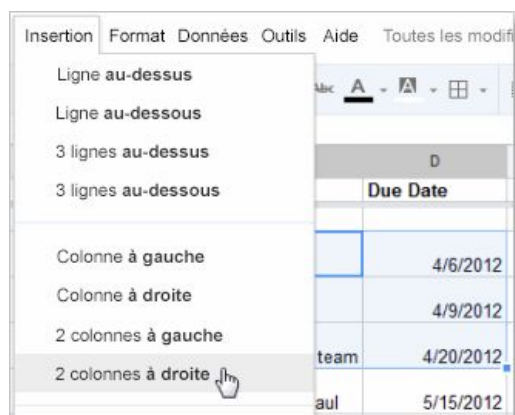 Insertion Format Données Outils Aide Toutes les modifi
Ligne au-dessus
Abc A A
Ligne au-dessous
3 lignes au-dessus
D
3 lignes au-dessous
Due Date
Colonne à gauche
4/6/2012
Colonne à droite
4/9/2012
2 colonnes à gauche
team 4/20/2012
2 colonnes à droite
aul 5/15/2012